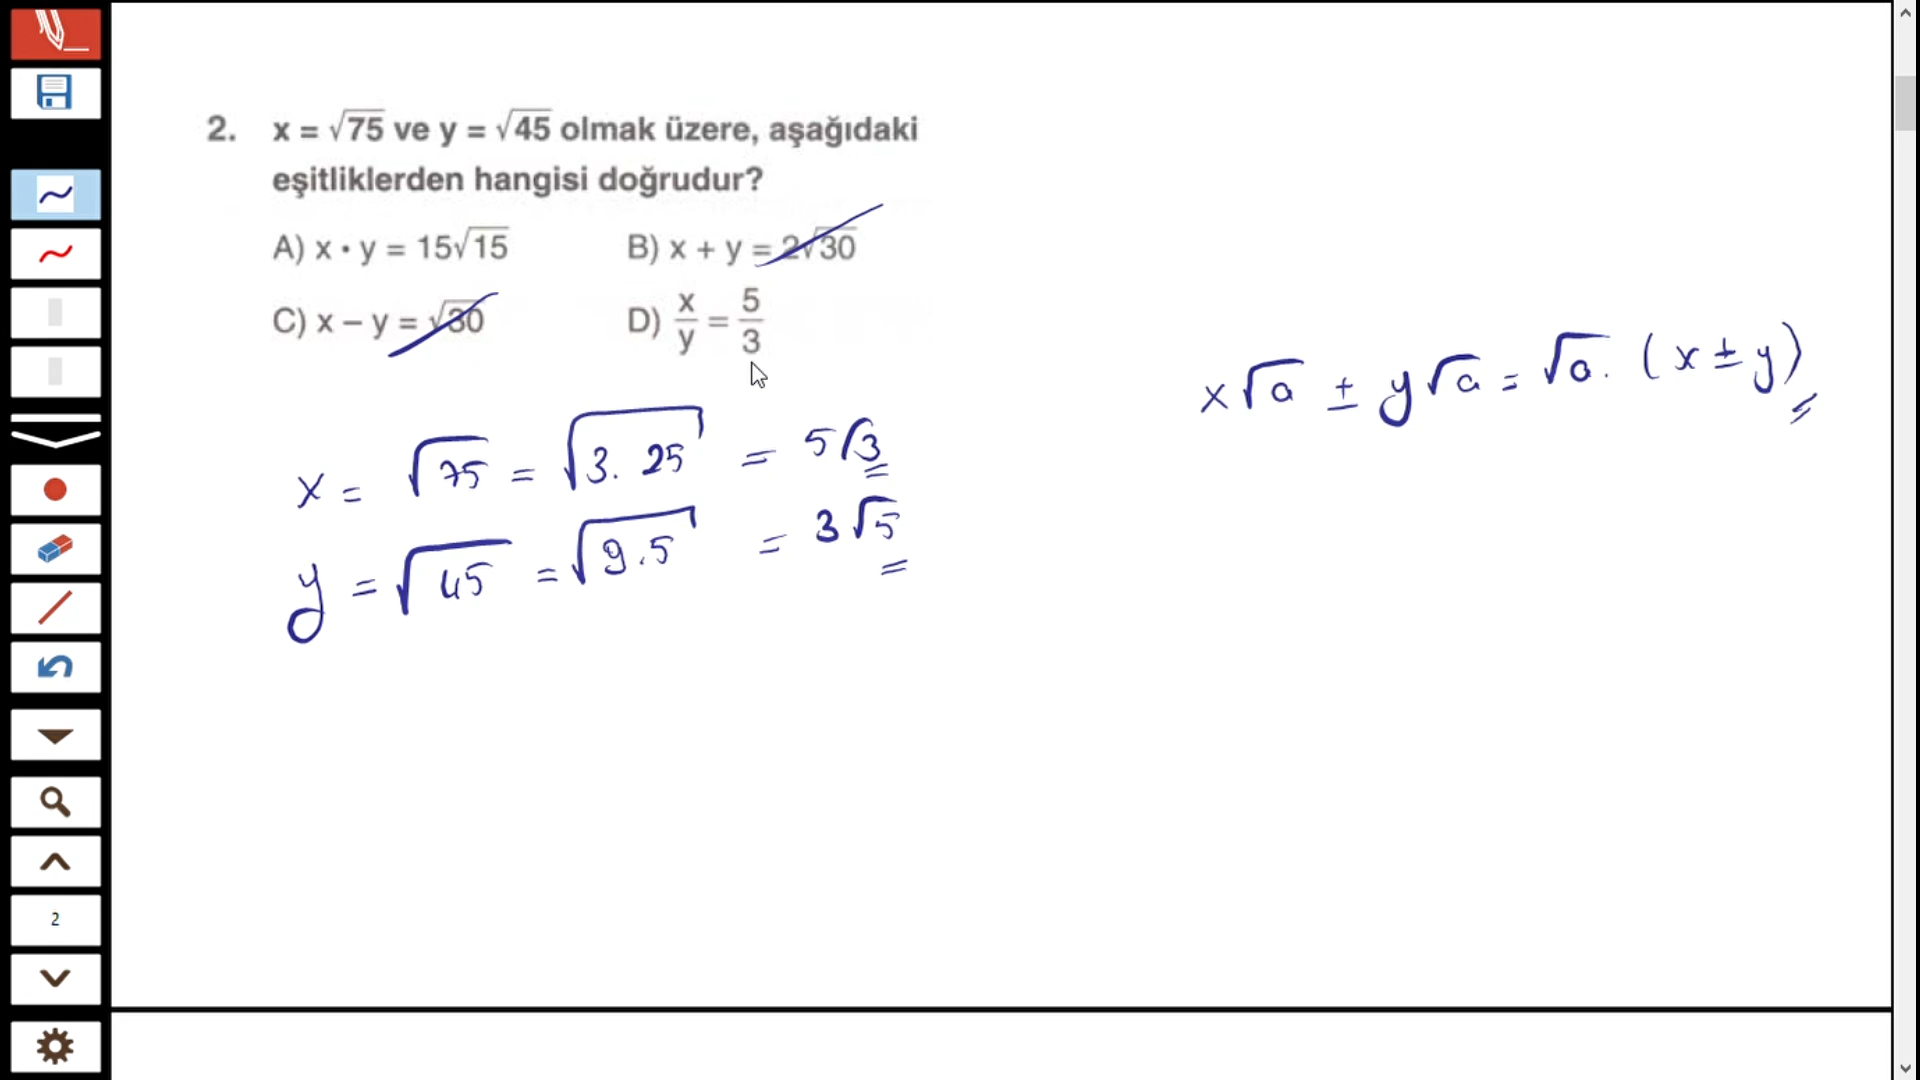 2. x = √75 ve y = √45 olmak üzere, aşağıdaki
eşitliklerden hangisi doğrudur?
A) x • y = 15√15 B) x + y = 2√30
C) x – y = √30 D) x/y = 5/3
x√a ± y√a = √a. (x ± y)
x = √75 = √3. 25 = 5√3
y = √45 = √9.5 = 3√5
2